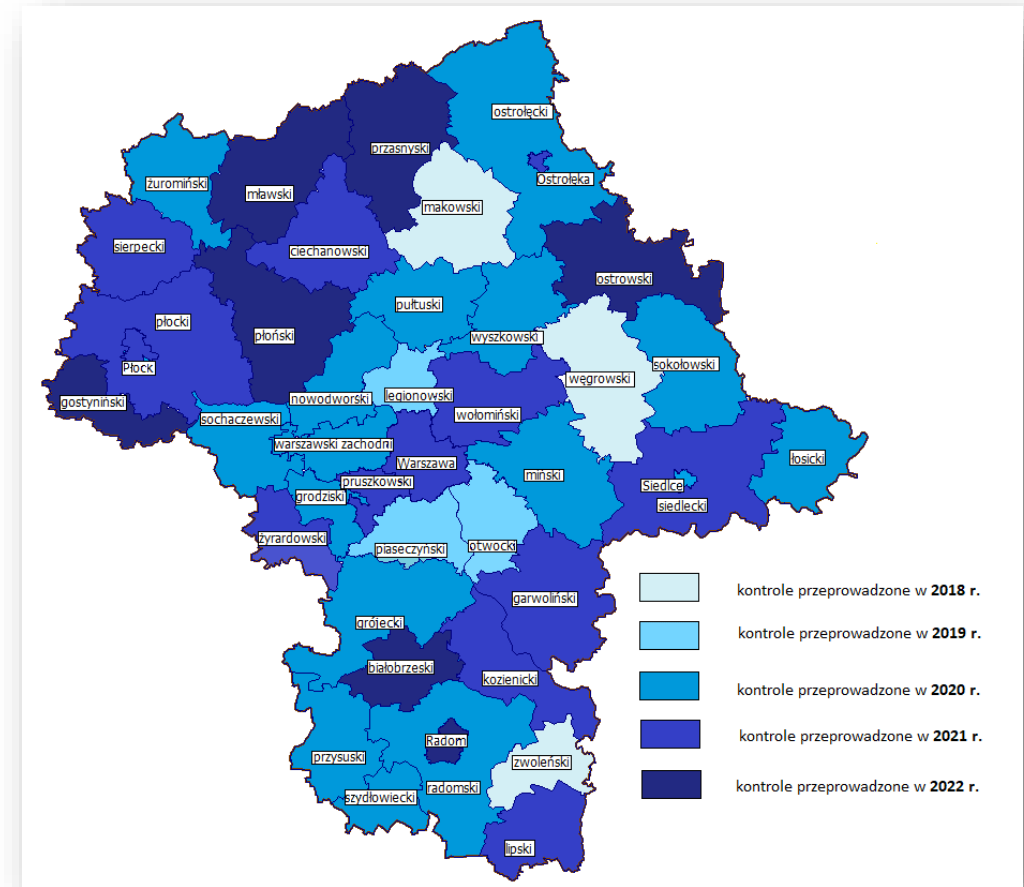 ostrołęcki
przasnyski
Ostrołęka
żuromiński
mławski
makowski
sierpecki
ciechanowski
ostrowski
pułtuski
płocki
płoński
wyszkowski
sokołowski
Płock
węgrowski
gostyniński
nowodworski
legionowski
wołomiński
sochaczewski
warszawski zachodni
Warszawa
łosicki
miński
pruszkowski
Siedlce
grodziski
siedlecki
żyrardowski
piaseczyński
otwock
garwoliński
kontrole przeprowadzone w 2018 r.
grójecki
kontrole przeprowadzone w 2019 r.
białobrzeski
kozienicki
kontrole przeprowadzone w 2020 r.
Radom
kontrole przeprowadzone w 2021 r.
przysuski
zwoleński
radomski
kontrole przeprowadzone w 2022 r.
szydłowiecki
lipski